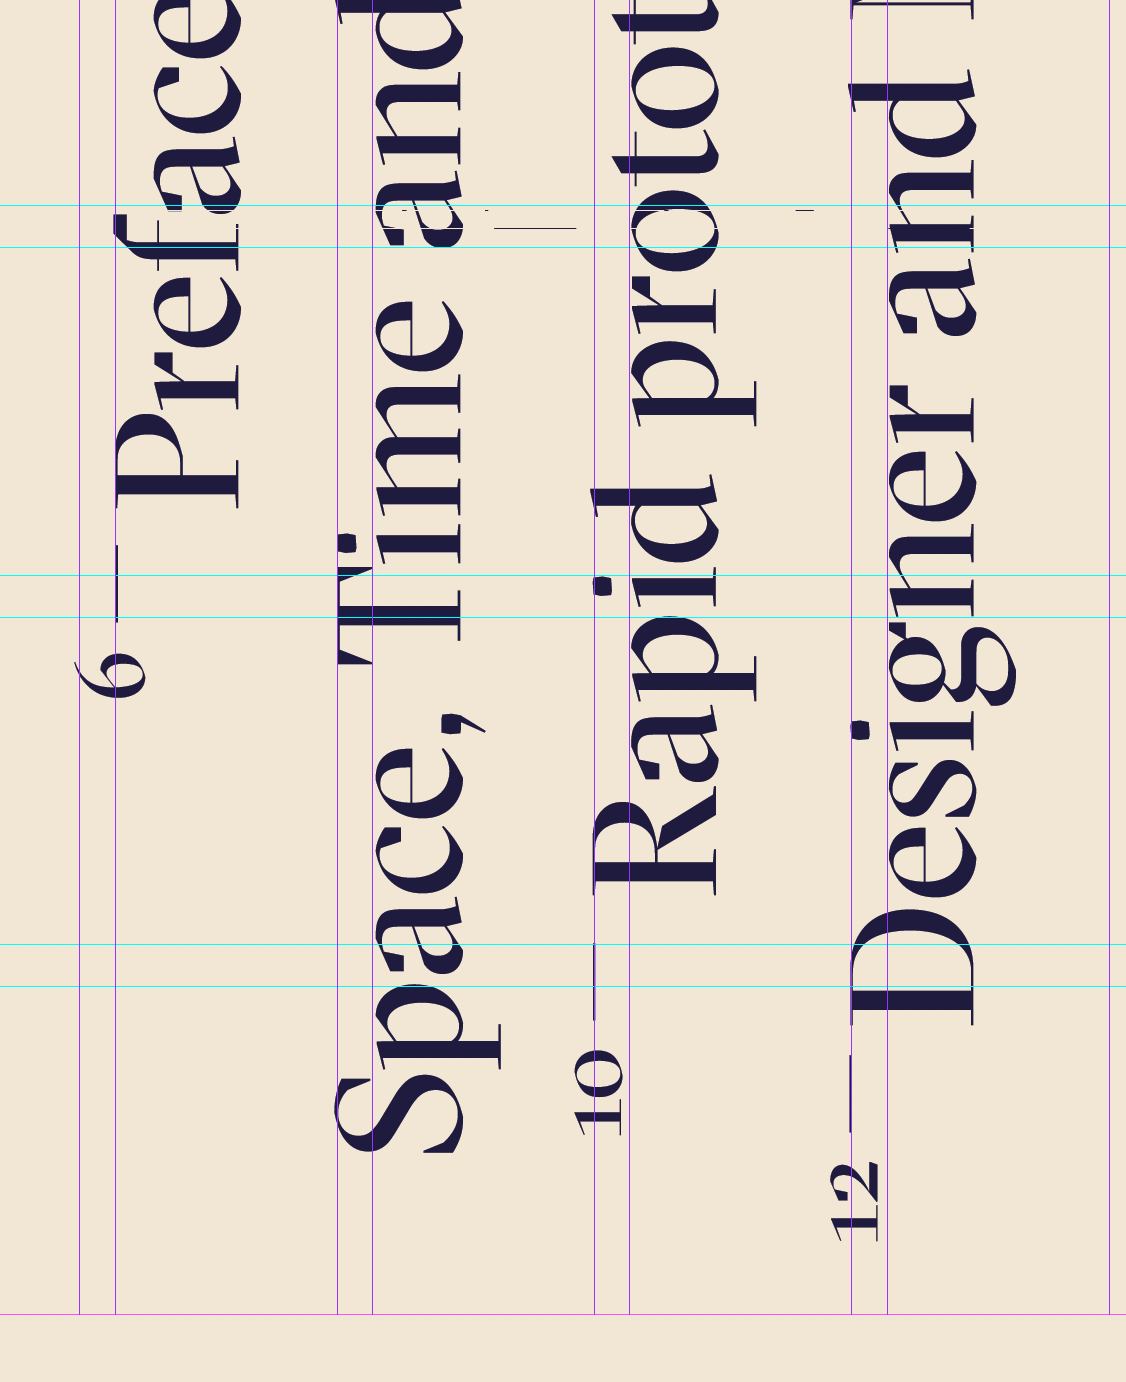 6 — Preface
Space, Time and
10 — Rapid protot
12 — Designer and